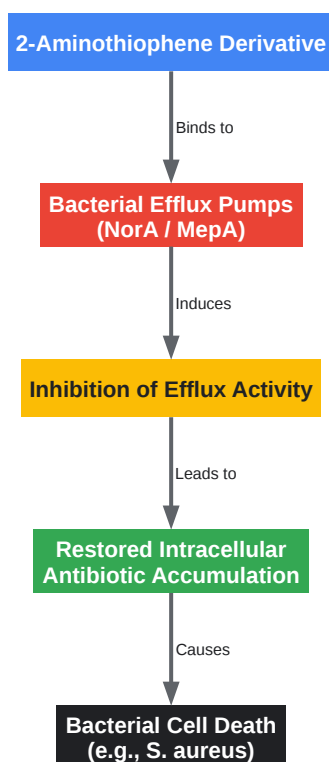 2-Aminothiophene Derivative
Binds to
Bacterial Efflux Pumps
(NorA / MepA)
Induces
Inhibition of Efflux Activity
Leads to
Restored Intracellular
Antibiotic Accumulation
Causes
Bacterial Cell Death
(e.g., S. aureus)